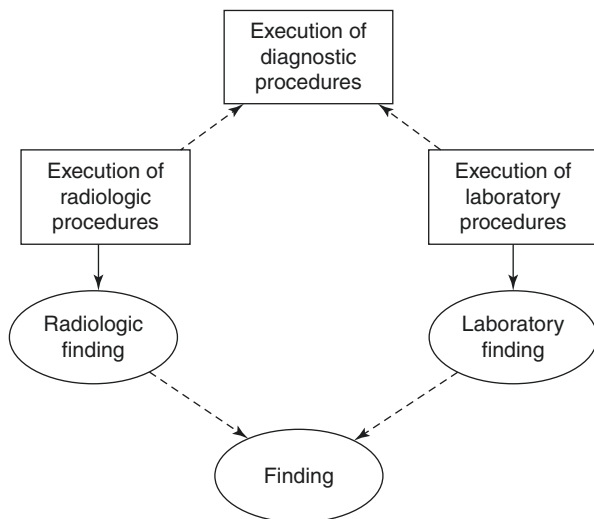 Execution of
diagnostic
procedures
Execution of
radiologic
procedures
Execution of
laboratory
procedures
Radiologic
finding
Laboratory
finding
Finding